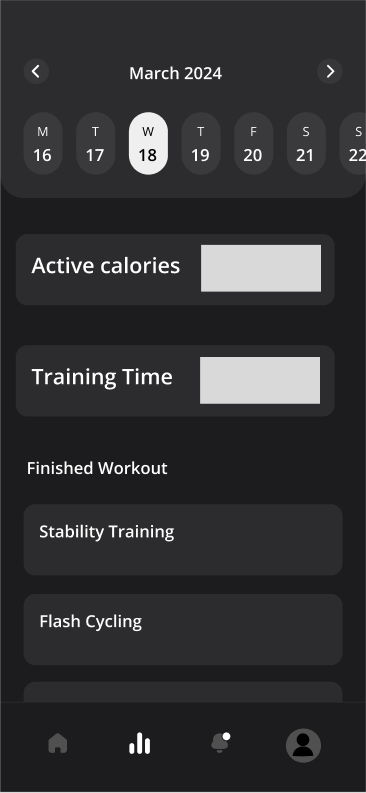 March 2024
M T W T F S S
16 17 18 19 20 21 22
Active calories
Training Time
Finished Workout
Stability Training
Flash Cycling